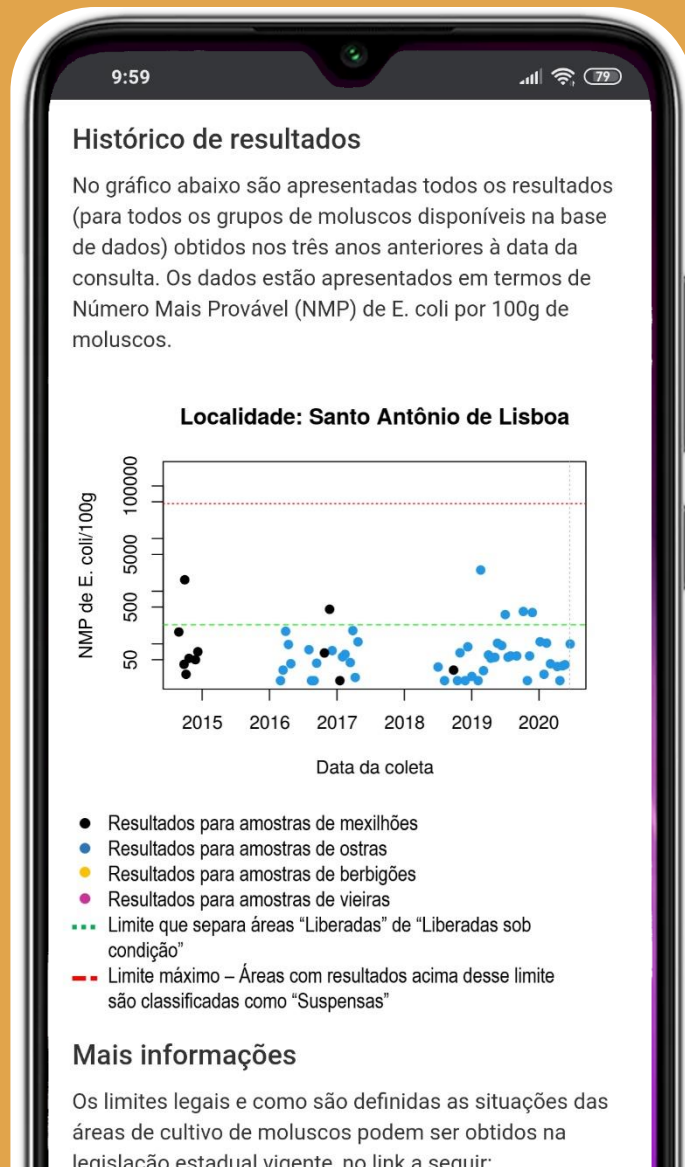 9:59
79
Histórico de resultados
No gráfico abaixo são apresentadas todos os resultados
(para todos os grupos de moluscos disponíveis na base
de dados) obtidos nos três anos anteriores à data da
consulta. Os dados estão apresentados em termos de
Número Mais Provável (NMP) de E. coli por 100g de
moluscos.
Localidade: Santo Antônio de Lisboa
NMP de E. coli/100g
100000
5000
500
50
2015 2016 2017 2018 2019 2020
Data da coleta
Resultados para amostras de mexilhões
Resultados para amostras de ostras
Resultados para amostras de berbigões
Resultados para amostras de vieiras
Limite que separa áreas “Liberadas” de “Liberadas sob
condição”
Limite máximo – Áreas com resultados acima desse limite
são classificadas como “Suspensas”
Mais informações
Os limites legais e como são definidas as situações das
áreas de cultivo de moluscos podem ser obtidos na
legislação estadual vigente, no link a seguir: